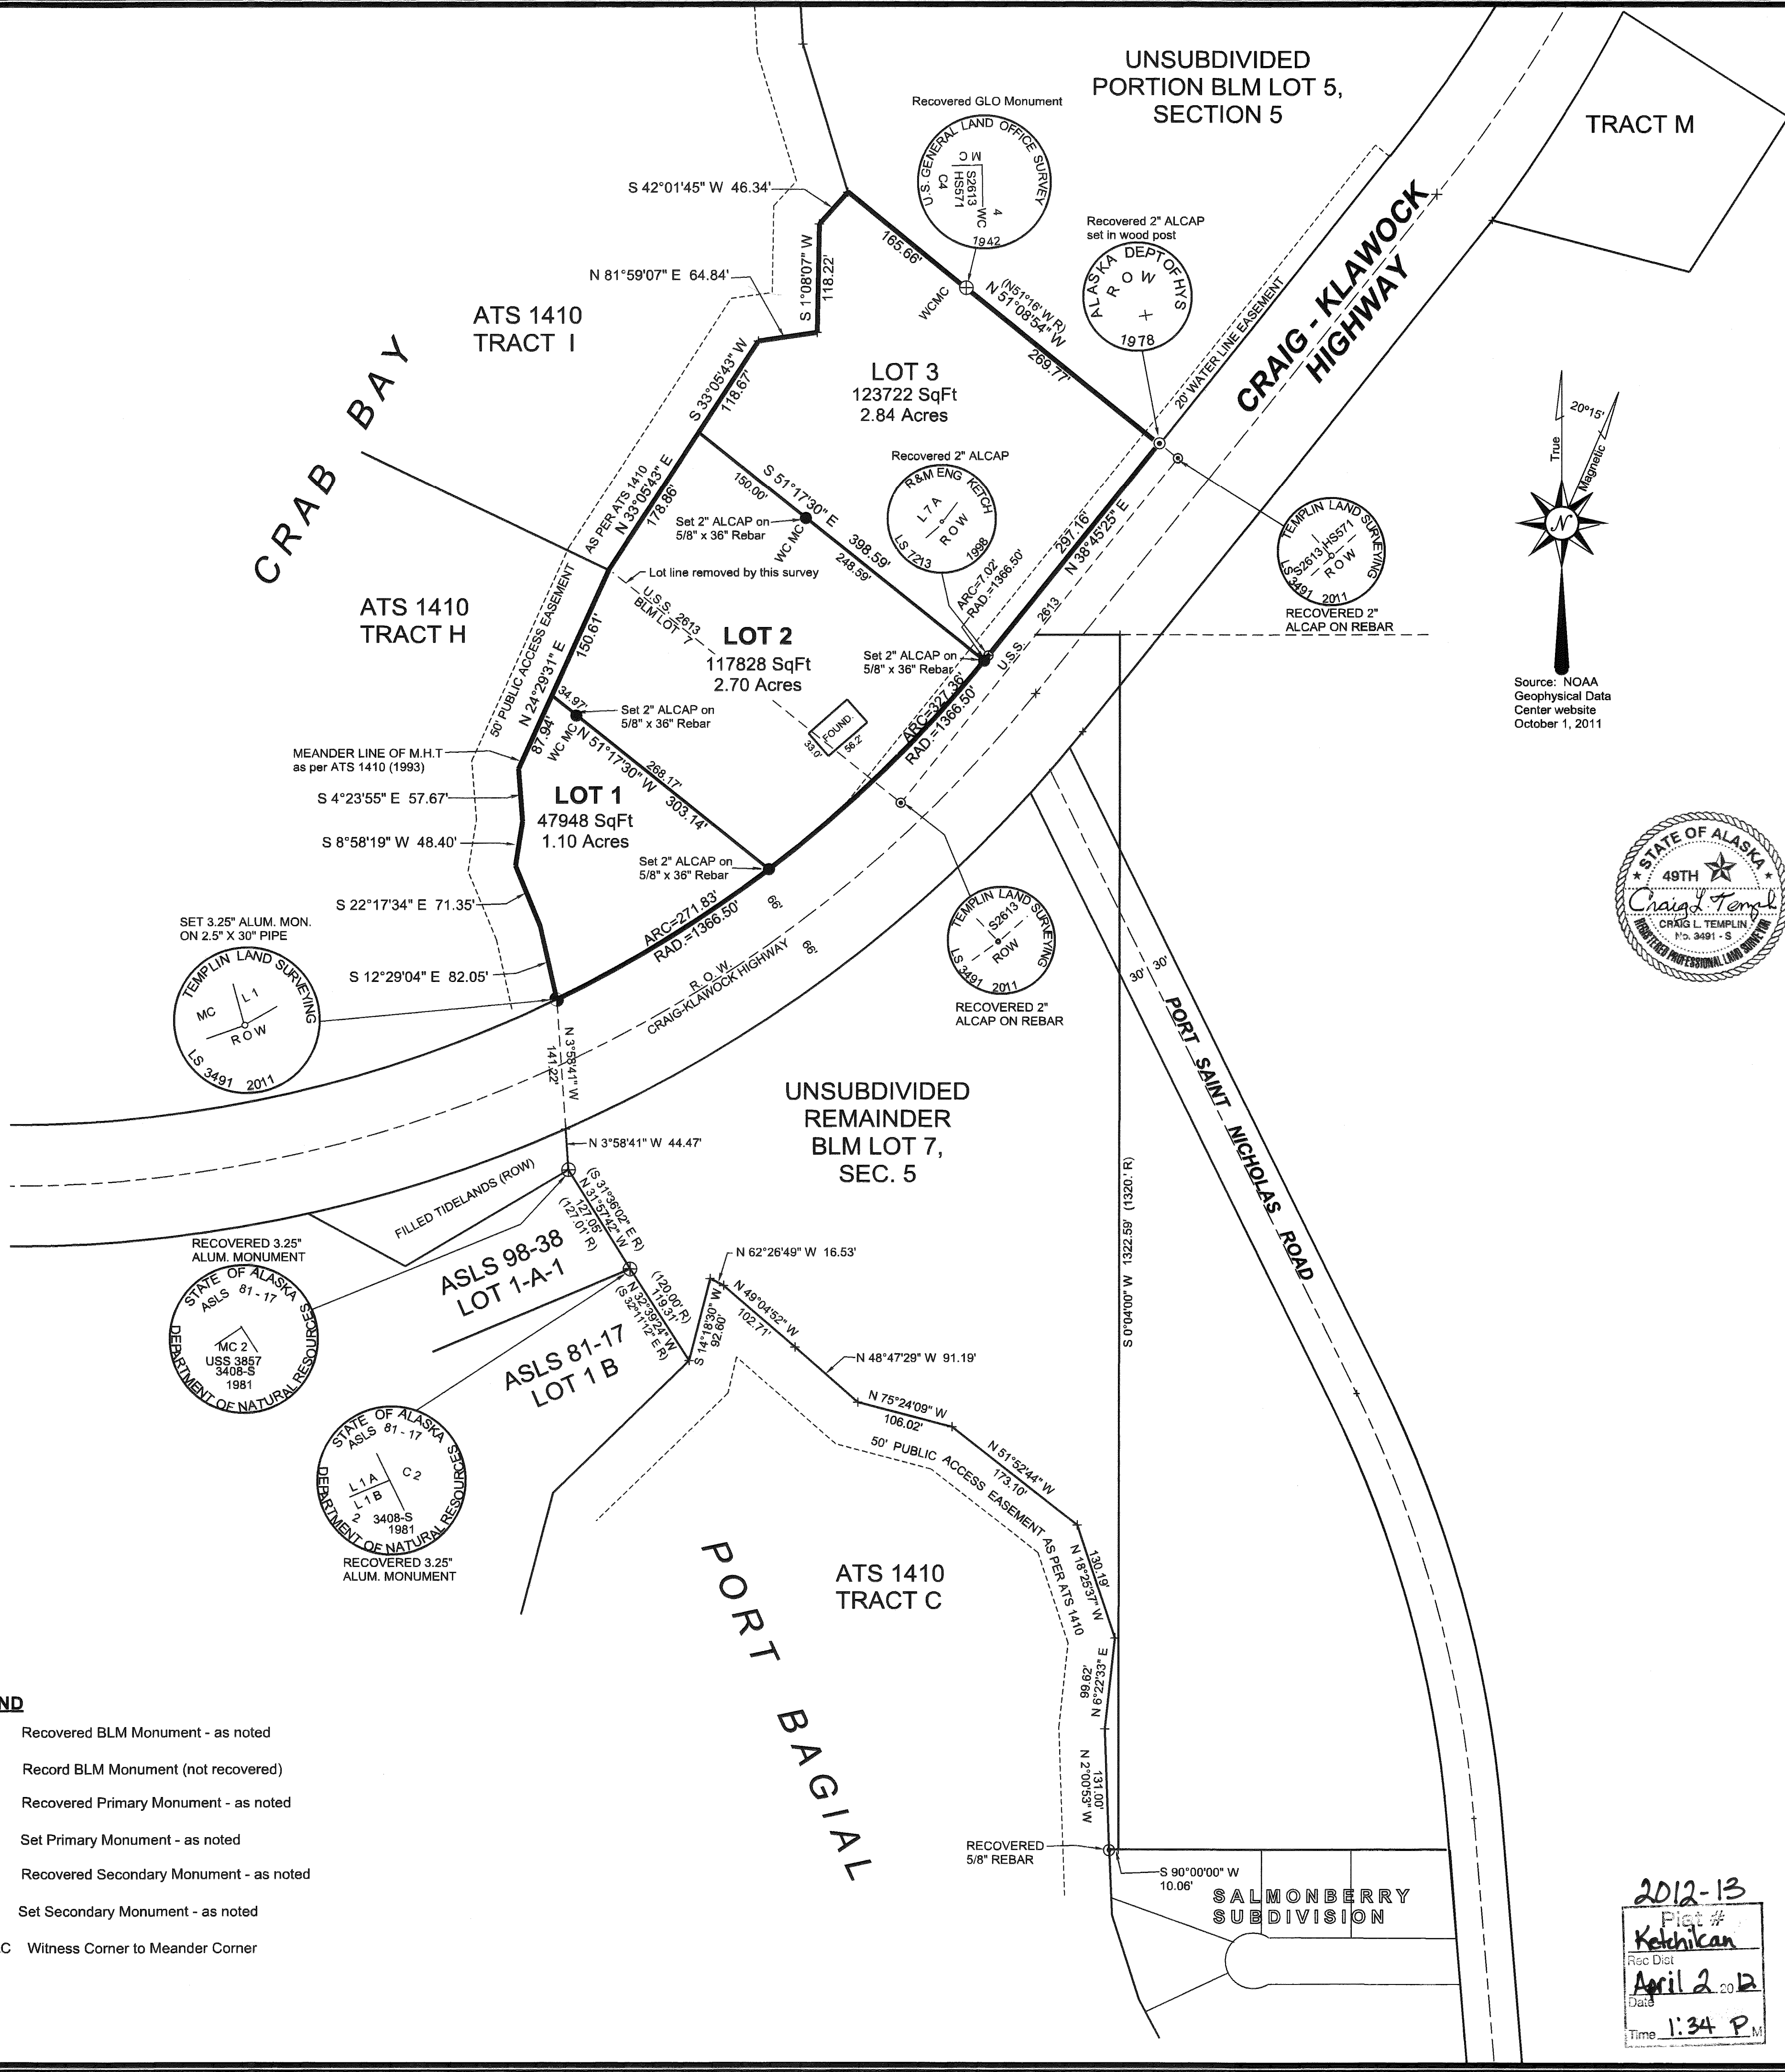 UNSUBDIVIDED
PORTION BLM LOT 5,
SECTION 5
TRACT M
Recovered GLO Monument
U.S. GENERAL LAND OFFICE SURVEY
M C
S2613
HS571
C4
WC
4
1942
S 42°01'45" W 46.34'
165.66'
WCMC
Recovered 2" ALCAP
set in wood post
ALASKA DEPT OF HYS
R O W
1978
(N51°16' W R)
N 51°08'54" W
269.77'
20' WATER LINE EASEMENT
CRAIG - KLAWOCK
HIGHWAY
N 81°59'07" E 64.84'
S 1°08'07" W
118.22'
ATS 1410
TRACT I
CRAB BAY
S 33°05'43" W
118.67'
LOT 3
123722 SqFt
2.84 Acres
20°15'
True
Magnetic
N
Source: NOAA
Geophysical Data
Center website
October 1, 2011
Recovered 2" ALCAP
R&M ENG KETCH
L 7 A
R O W
LS 7213
1998
AS PER ATS 1410
N 33°05'43" E
178.86'
S 51°17'30" E
150.00'
Set 2" ALCAP on
5/8" x 36" Rebar
WC MC
398.59'
248.59'
297.16'
N 38°45'25" E
ARC=7.02'
RAD.=1366.50'
TEMPLIN LAND SURVEYING
S2613 HS571
R O W
LS 3491 2011
RECOVERED 2"
ALCAP ON REBAR
Lot line removed by this survey
U.S.S. 2613
BLM LOT 7
ATS 1410
TRACT H
50' PUBLIC ACCESS EASEMENT
N 24°29'31" E
150.61'
LOT 2
117828 SqFt
2.70 Acres
Set 2" ALCAP on
5/8" x 36" Rebar
U.S.S. 2613
34.97'
Set 2" ALCAP on
5/8" x 36" Rebar
FOUND.
33.0'
56.2'
ARC=327.36'
RAD.=1366.50'
MEANDER LINE OF M.H.T
as per ATS 1410 (1993)
87.94'
WC MC
N 51°17'30" W
268.17'
303.14'
S 4°23'55" E 57.67'
LOT 1
47948 SqFt
1.10 Acres
S 8°58'19" W 48.40'
Set 2" ALCAP on
5/8" x 36" Rebar
S 22°17'34" E 71.35'
ARC=271.83'
RAD.=1366.50'
66'
66'
R. O. W.
CRAIG-KLAWOCK HIGHWAY
STATE OF ALASKA
49TH
Craig L. Templ
CRAIG L. TEMPLIN
No. 3491 - S
REGISTERED PROFESSIONAL LAND SURVEYOR
SET 3.25" ALUM. MON.
ON 2.5" X 30" PIPE
TEMPLIN LAND SURVEYING
MC
L 1
R O W
LS 3491 2011
S 12°29'04" E 82.05'
TEMPLIN LAND SURVEYING
S2613
ROW
LS 3491 2011
RECOVERED 2"
ALCAP ON REBAR
30' 30'
PORT SAINT NICHOLAS ROAD
N 3°58'41" W
141.22'
UNSUBDIVIDED
REMAINDER
BLM LOT 7,
SEC. 5
N 3°58'41" W 44.47'
FILLED TIDELANDS (ROW)
(S 31°36'02" E R)
N 31°57'42" W
127.05'
(127.01' R)
S 0°04'00" W 1322.59' (1320.' R)
RECOVERED 3.25"
ALUM. MONUMENT
STATE OF ALASKA
ASLS 81 - 17
MC 2
USS 3857
3408-S
1981
DEPARTMENT OF NATURAL RESOURCES
ASLS 98-38
LOT 1-A-1
N 62°26'49" W 16.53'
(120.00' R)
119.31'
N 32°39'24" W
(S 32°11'12" E R)
S 14°18'30" W
92.60'
N 49°04'52" W
102.71'
ASLS 81-17
LOT 1 B
N 48°47'29" W 91.19'
N 75°24'09" W
106.02'
STATE OF ALASKA
ASLS 81 - 17
L 1 A
C 2
L 1 B
2
3408-S
1981
DEPARTMENT OF NATURAL RESOURCES
RECOVERED 3.25"
ALUM. MONUMENT
N 51°52'44" W
173.10'
50' PUBLIC ACCESS EASEMENT AS PER ATS 1410
PORT BAGIAL
ATS 1410
TRACT C
130.19'
N 18°25'37" W
99.62'
N 6°22'33" E
131.00'
N 2°00'53" W
RECOVERED
5/8" REBAR
S 90°00'00" W
10.06'
SALMONBERRY
SUBDIVISION
ND
Recovered BLM Monument - as noted
Record BLM Monument (not recovered)
Recovered Primary Monument - as noted
Set Primary Monument - as noted
Recovered Secondary Monument - as noted
Set Secondary Monument - as noted
C Witness Corner to Meander Corner
2012-13
Plat #
Ketchikan
Rec Dist
April 2 2012
Date
Time 1:34 P M